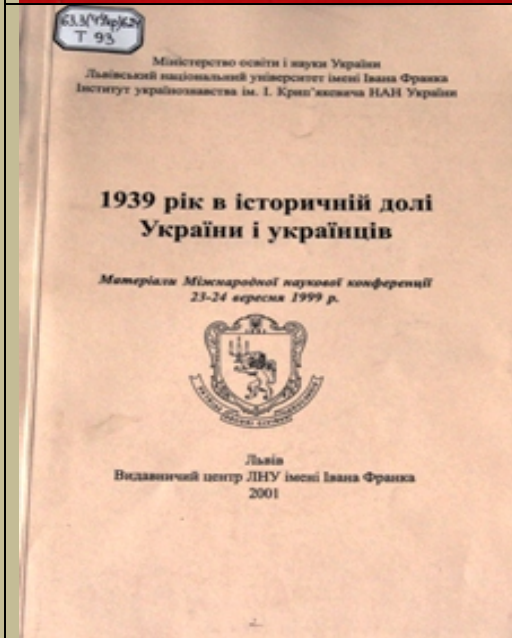 63.3(4Укр)624
Т 93
Міністерство освіти і науки України
Львівський національний університет імені Івана Франка
Інститут українознавства ім. І. Крип’якевича НАН України
1939 рік в історичній долі
України і українців
Матеріали Міжнародної наукової конференції
23-24 вересня 1999 р.
Львів
Видавничий центр ЛНУ імені Івана Франка
2001